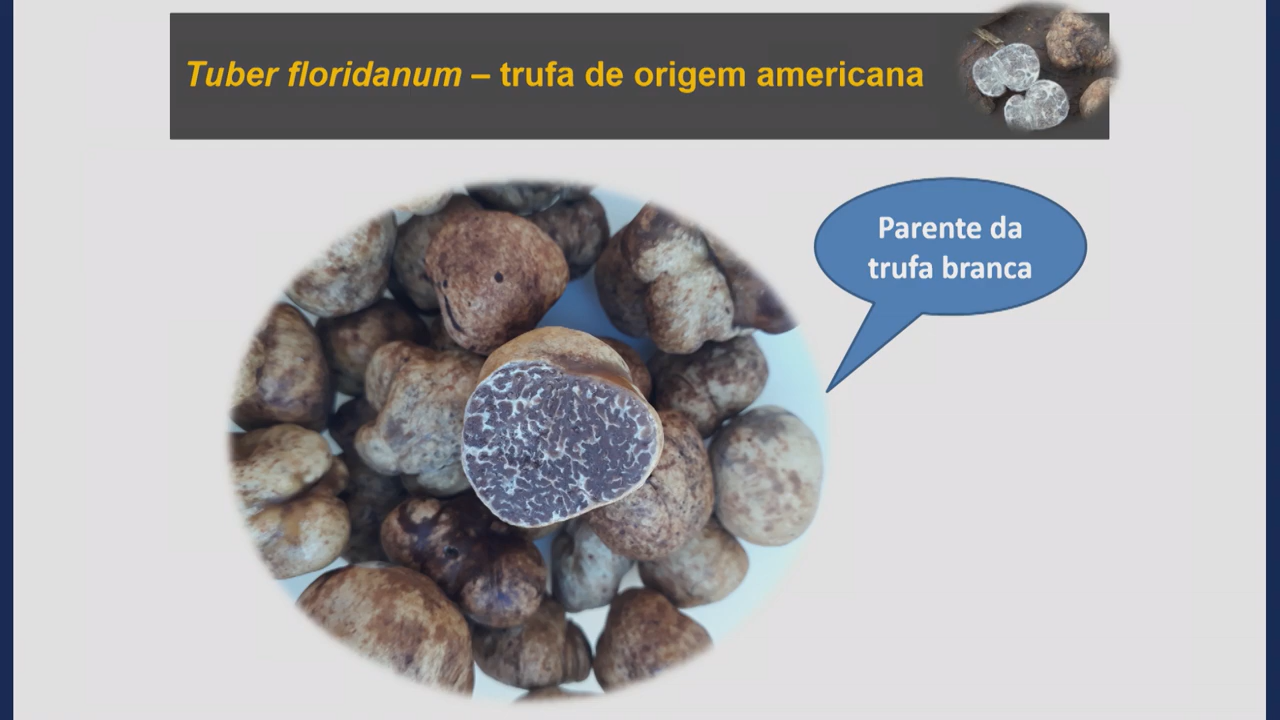 Tuber floridanum – trufa de origem americana
Parente da
trufa branca